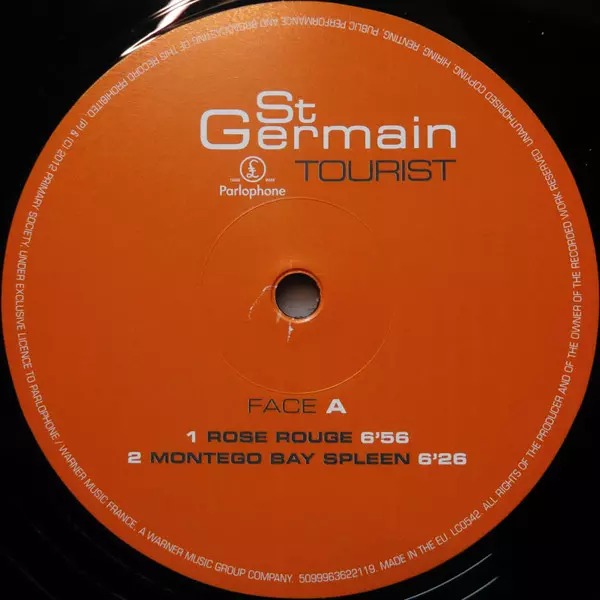 St
Germain
TOURIST
£
TRADE MARK
Parlophone
FACE A
1 ROSE ROUGE 6'56
2 MONTEGO BAY SPLEEN 6'26
(P) & (C) 2012 PRIMARY SOCIETY, UNDER EXCLUSIVE LICENCE TO PARLOPHONE / WARNER MUSIC FRANCE, A WARNER MUSIC GROUP COMPANY. 5099963622119. MADE IN THE EU. LC0542. ALL RIGHTS OF THE PRODUCER AND OF THE OWNER OF THE RECORDED WORK RESERVED. UNAUTHORISED COPYING, HIRING, RENTING, PUBLIC PERFORMANCE AND BROADCASTING OF THIS RECORD PROHIBITED.